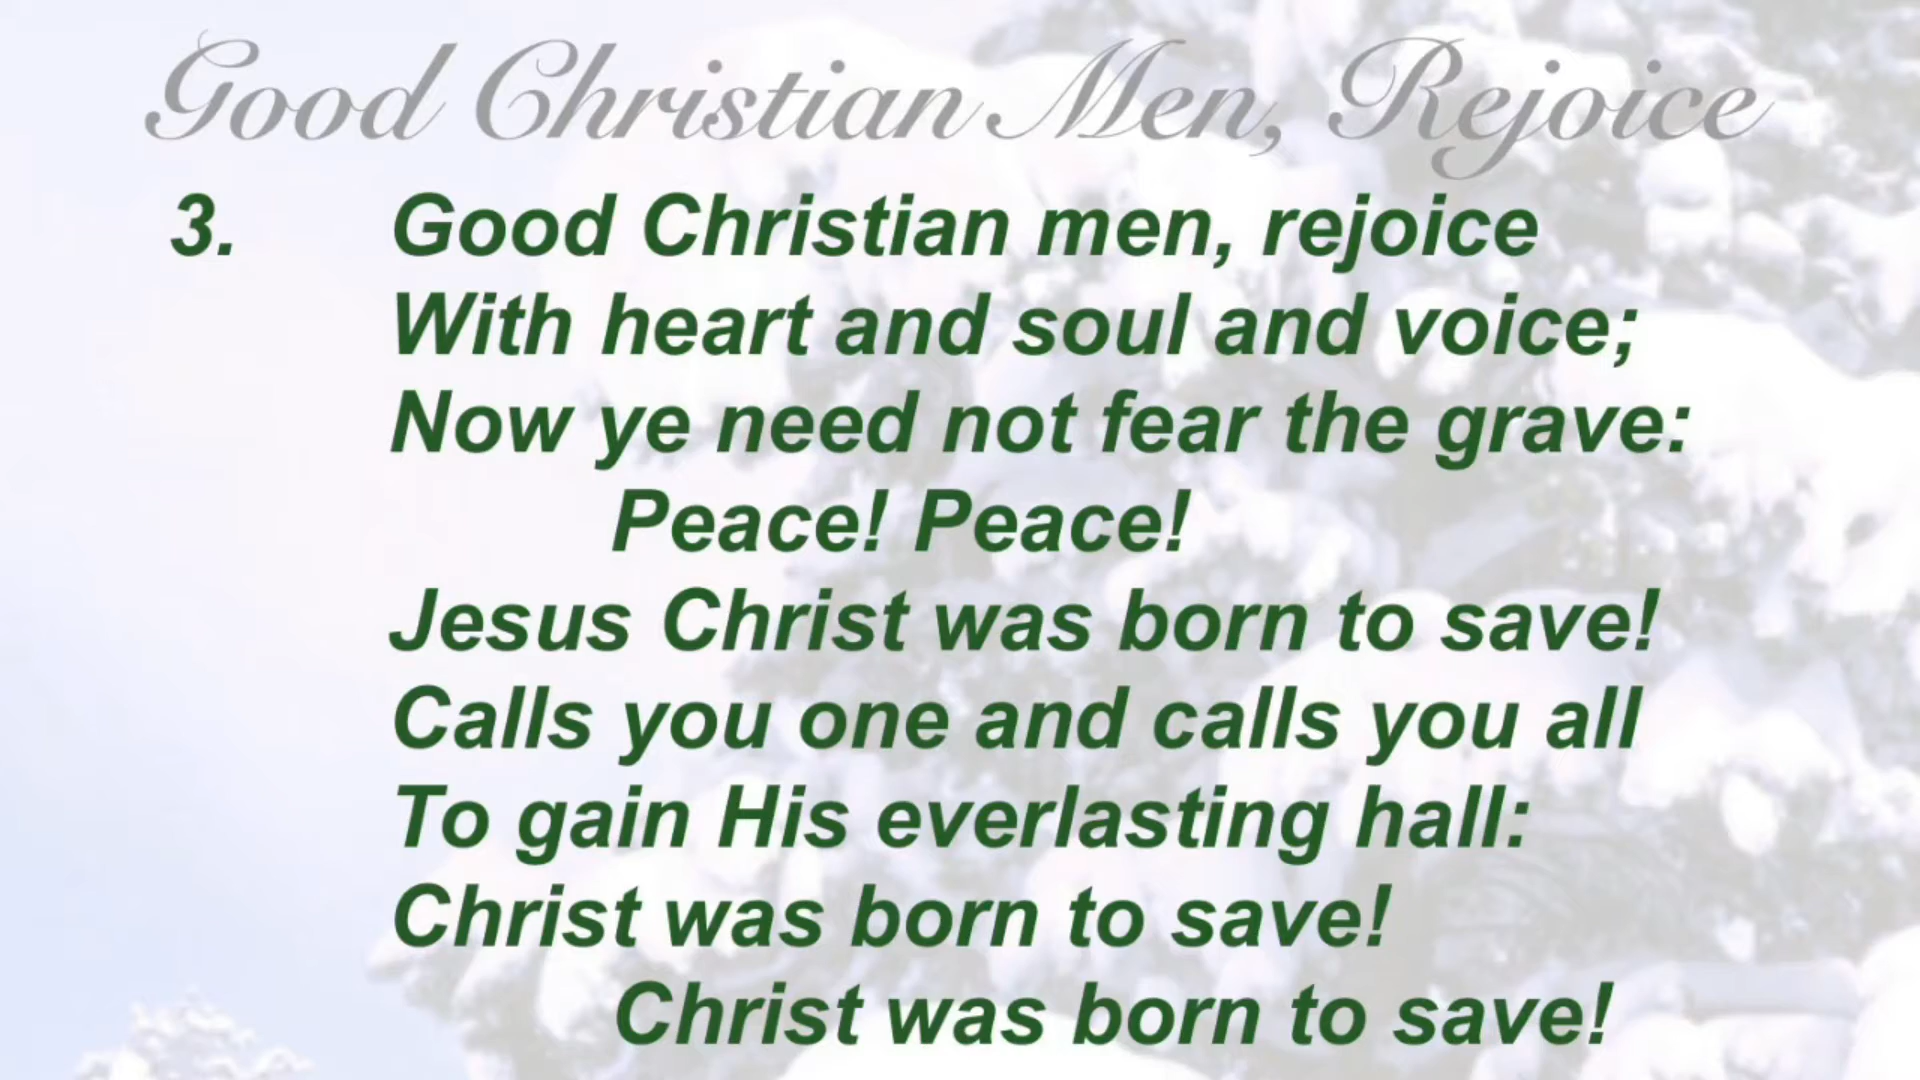 Good Christian Men, Rejoice
3. Good Christian men, rejoice
With heart and soul and voice;
Now ye need not fear the grave:
Peace! Peace!
Jesus Christ was born to save!
Calls you one and calls you all
To gain His everlasting hall:
Christ was born to save!
Christ was born to save!